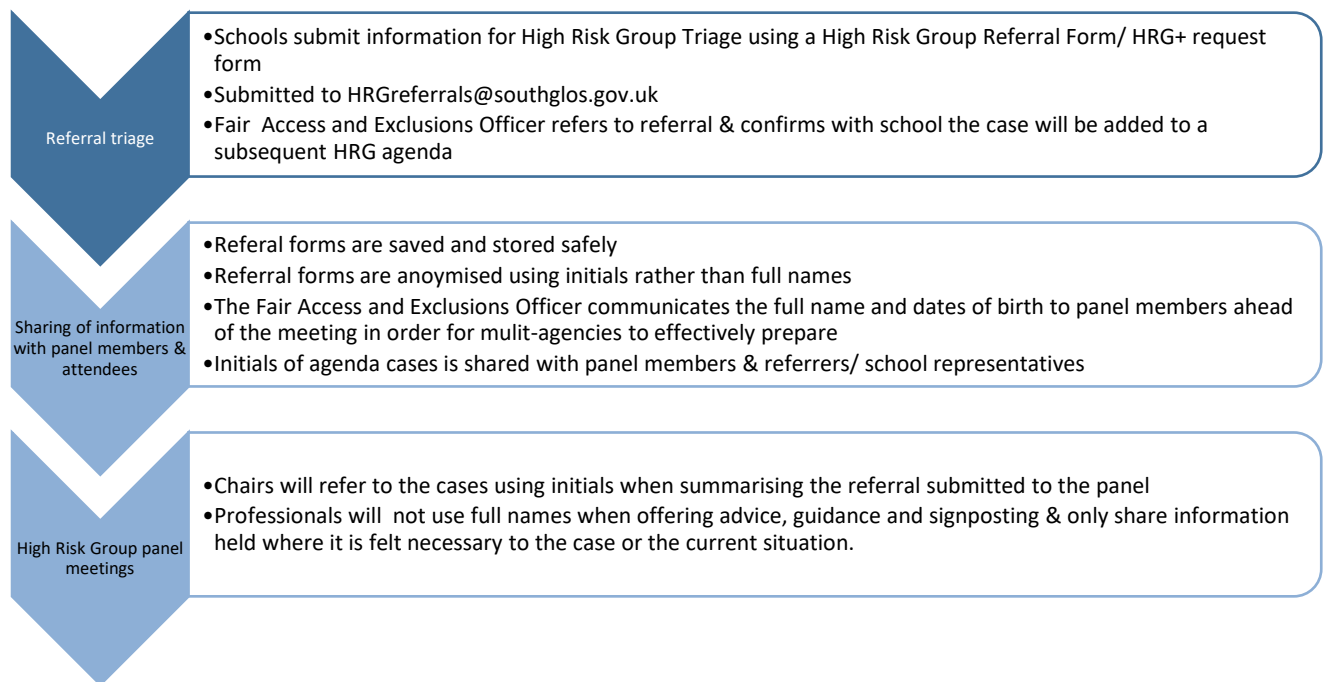 Referral triage
•Schools submit information for High Risk Group Triage using a High Risk Group Referral Form/ HRG+ request
form
•Submitted to HRGreferrals@southglos.gov.uk
•Fair  Access and Exclusions Officer refers to referral & confirms with school the case will be added to a
subsequent HRG agenda
Sharing of information
with panel members &
attendees
•Referal forms are saved and stored safely
•Referral forms are anoymised using initials rather than full names
•The Fair Access and Exclusions Officer communicates the full name and dates of birth to panel members ahead
of the meeting in order for mulit-agencies to effectively prepare
•Initials of agenda cases is shared with panel members & referrers/ school representatives
High Risk Group panel
meetings
•Chairs will refer to the cases using initials when summarising the referral submitted to the panel
•Professionals will  not use full names when offering advice, guidance and signposting & only share information
held where it is felt necessary to the case or the current situation.